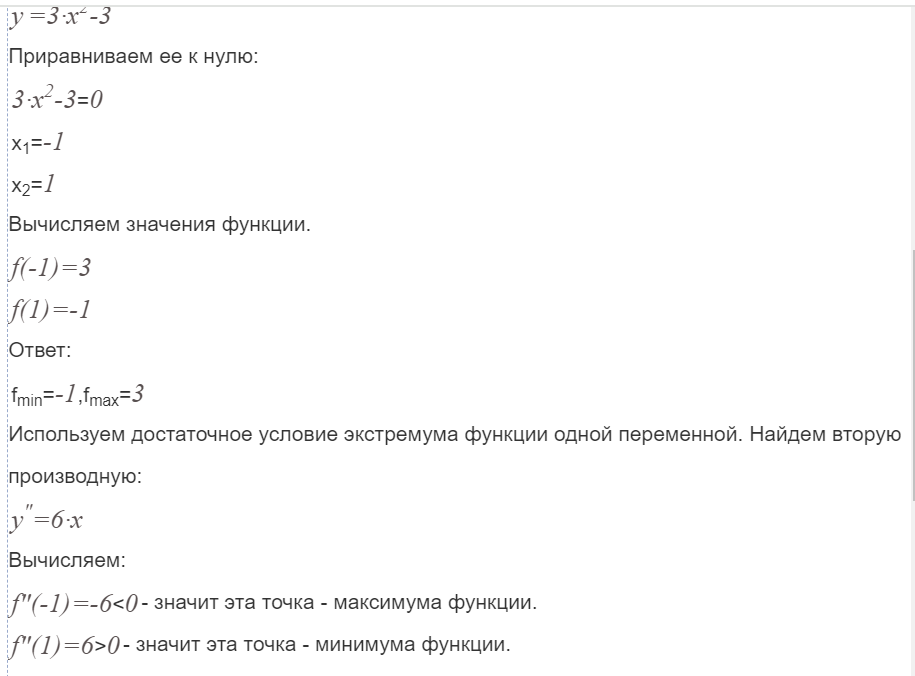 y =3·x²-3
Приравниваем ее к нулю:
3·x²-3=0
x₁=-1
x₂=1
Вычисляем значения функции.
f(-1)=3
f(1)=-1
Ответ:
fmin=-1,fmax=3
Используем достаточное условие экстремума функции одной переменной. Найдем вторую
производную:
y"=6·x
Вычисляем:
f"(-1)=-6<0 - значит эта точка - максимума функции.
f"(1)=6>0 - значит эта точка - минимума функции.